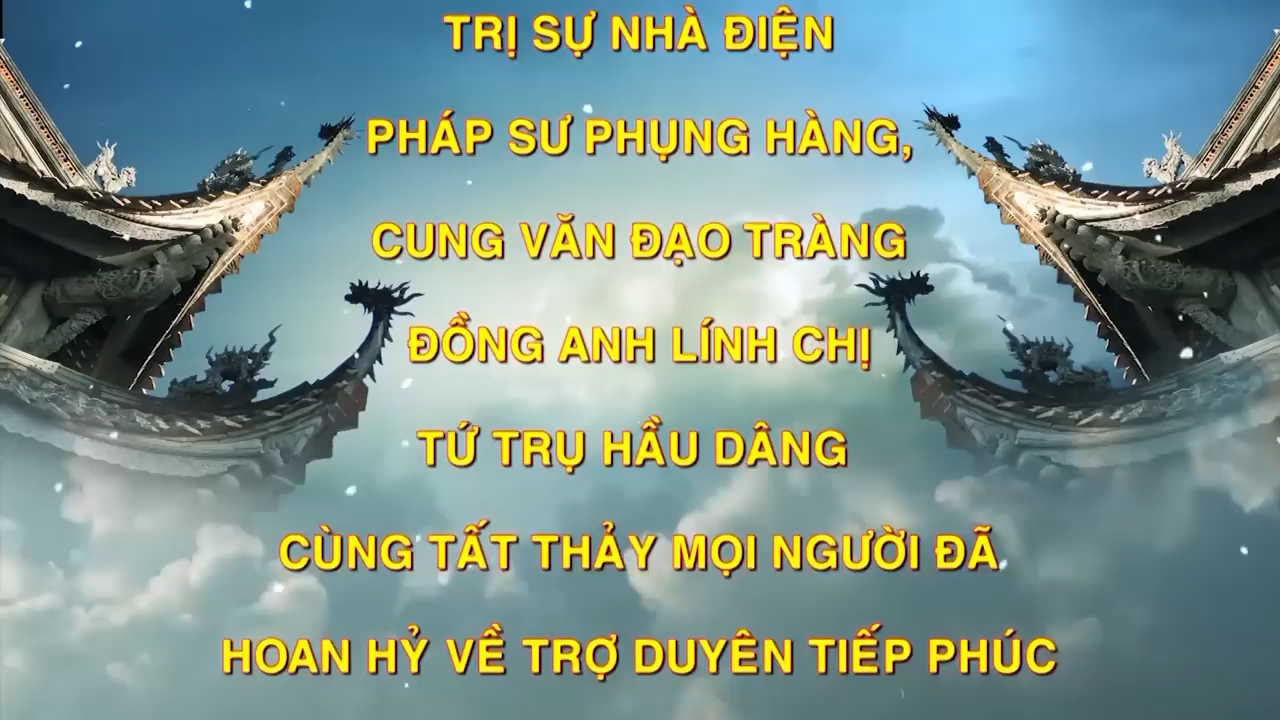 TRỊ SỰ NHÀ ĐIỆN
PHÁP SƯ PHỤNG HÀNG,
CUNG VĂN ĐẠO TRÀNG
ĐỒNG ANH LÍNH CHỊ
TỨ TRỤ HẦU DÂNG
CÙNG TẤT THẢY MỌI NGƯỜI ĐÃ
HOAN HỶ VỀ TRỢ DUYÊN TIẾP PHÚC